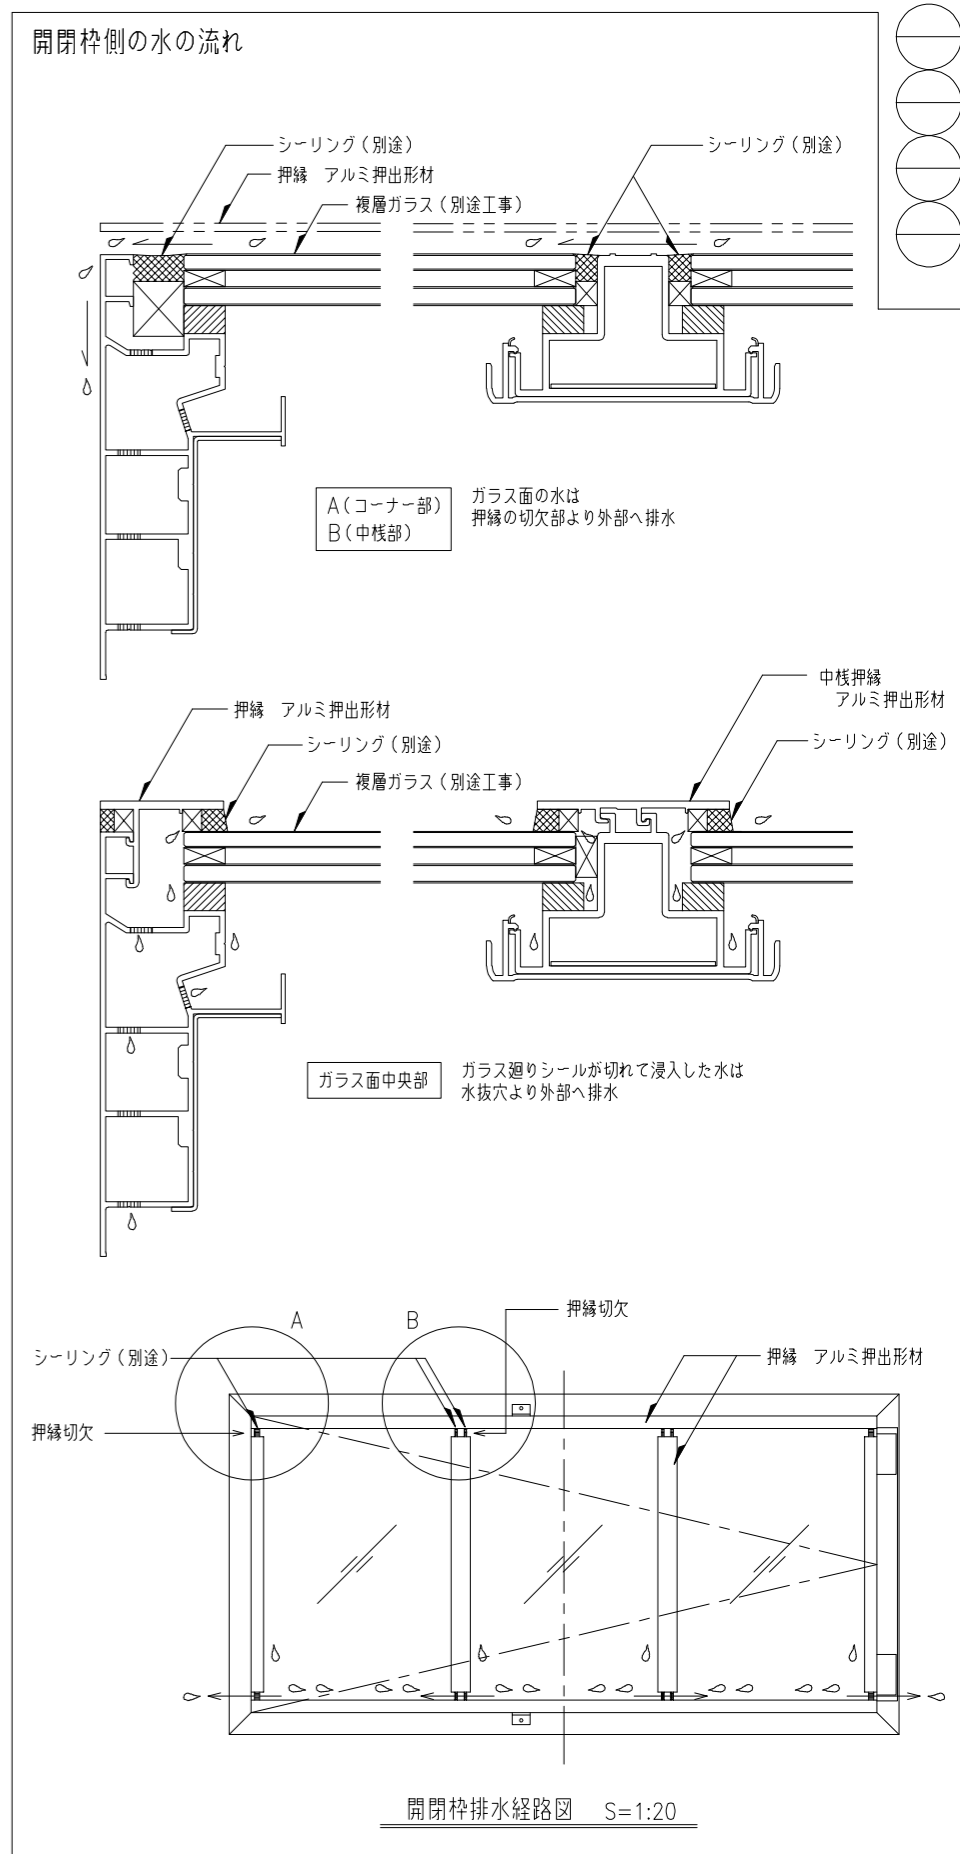 開閉枠側の水の流れ
シーリング（別途）
押縁　アルミ押出形材
複層ガラス（別途工事）
シーリング（別途）
A（コーナー部）
B（中桟部）
ガラス面の水は
押縁の切欠部より外部へ排水
押縁　アルミ押出形材
シーリング（別途）
複層ガラス（別途工事）
中桟押縁
アルミ押出形材
シーリング（別途）
ガラス面中央部
ガラス廻りシールが切れて浸入した水は
水抜穴より外部へ排水
A
B
押縁切欠
シーリング（別途）
押縁　アルミ押出形材
押縁切欠
開閉枠排水経路図　S=1:20